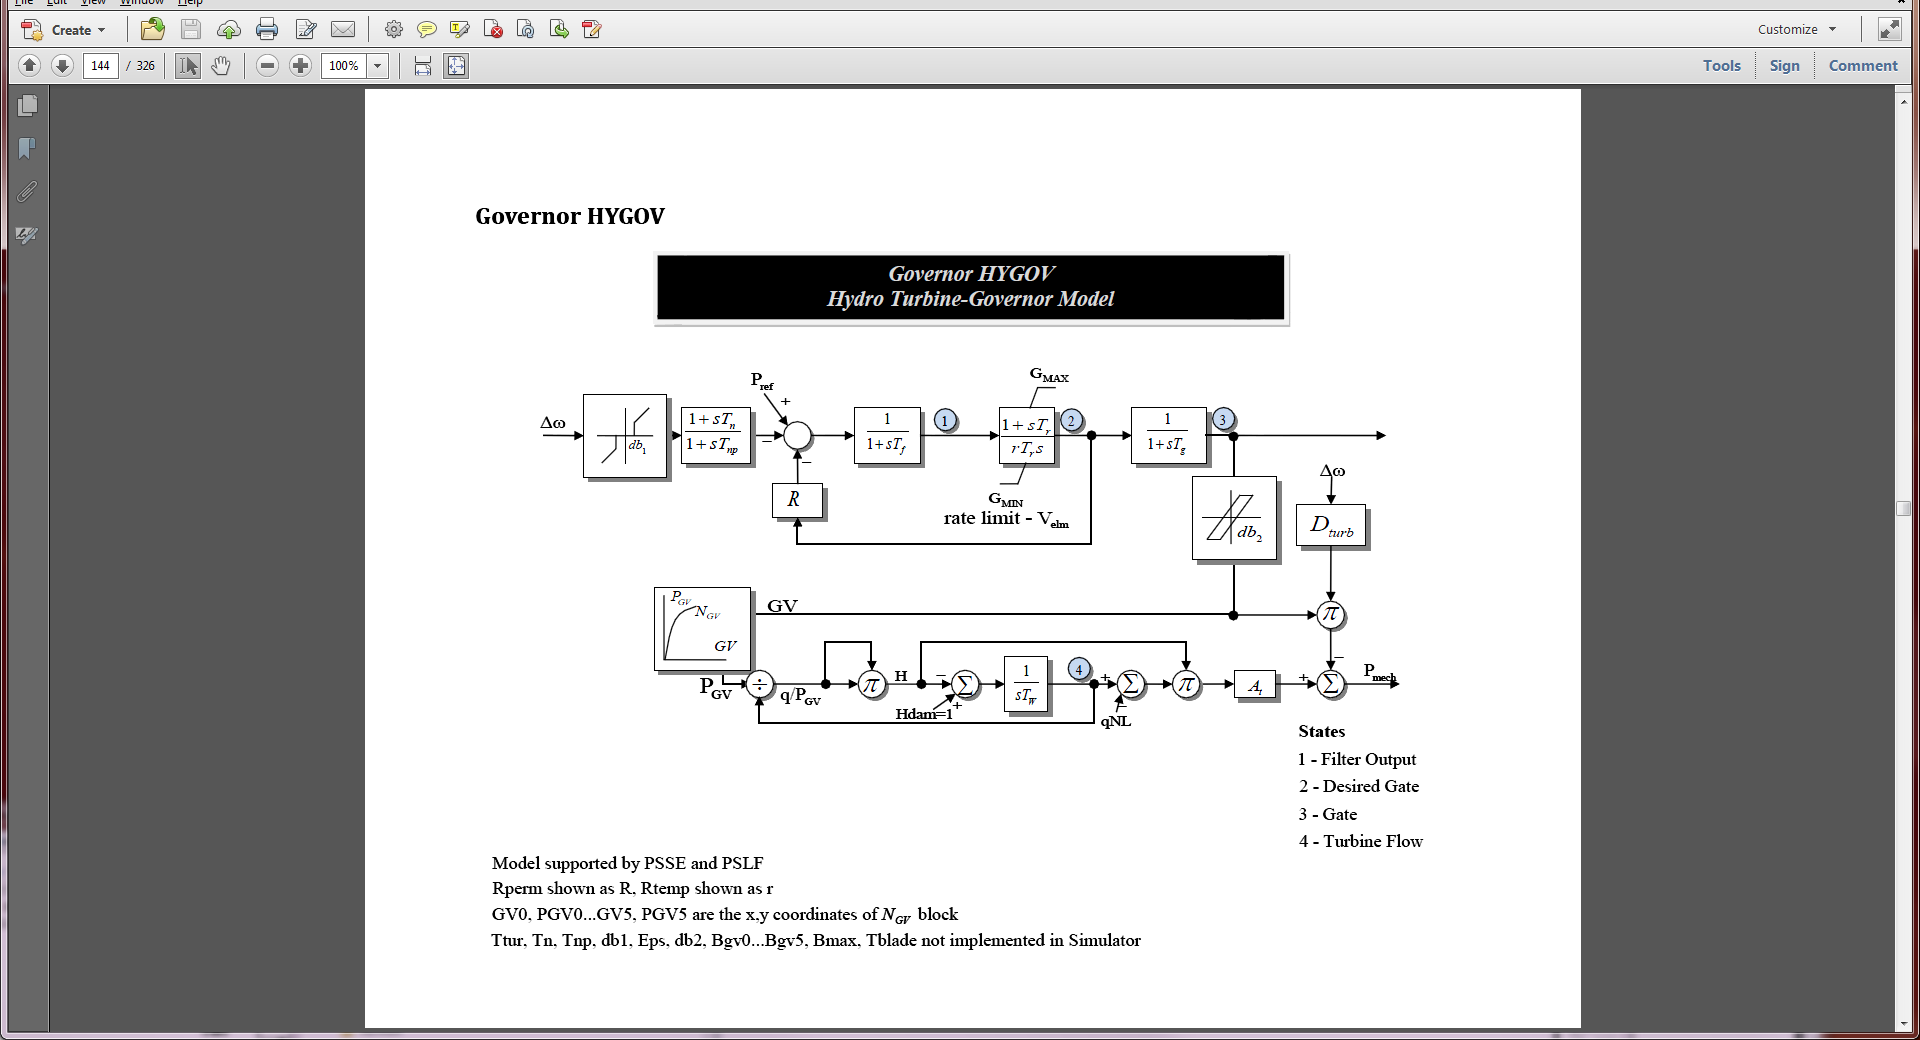 File Edit View Window Help
Create
Customize
144 / 326
100%
Tools Sign Comment
Governor HYGOV
Governor HYGOV
Hydro Turbine-Governor Model
Δω
db1
1+sTn
1+sTnp
Pref
+
−
−
R
1
1+sTf
1
GMAX
1+sTr
rTrs
GMIN
rate limit - Velm
2
1
1+sTg
3
db2
Δω
Dturb
π
−
PGV
NGV
GV
GV
PGV
÷
q/PGV
π
H
−
Σ
Hdam=1
+
1
sTW
4
+
Σ
−
qNL
π
At
+
Σ
Pmech
States
1 - Filter Output
2 - Desired Gate
3 - Gate
4 - Turbine Flow
Model supported by PSSE and PSLF
Rperm shown as R, Rtemp shown as r
GV0, PGV0...GV5, PGV5 are the x,y coordinates of NGV block
Ttur, Tn, Tnp, db1, Eps, db2, Bgv0...Bgv5, Bmax, Tblade not implemented in Simulator